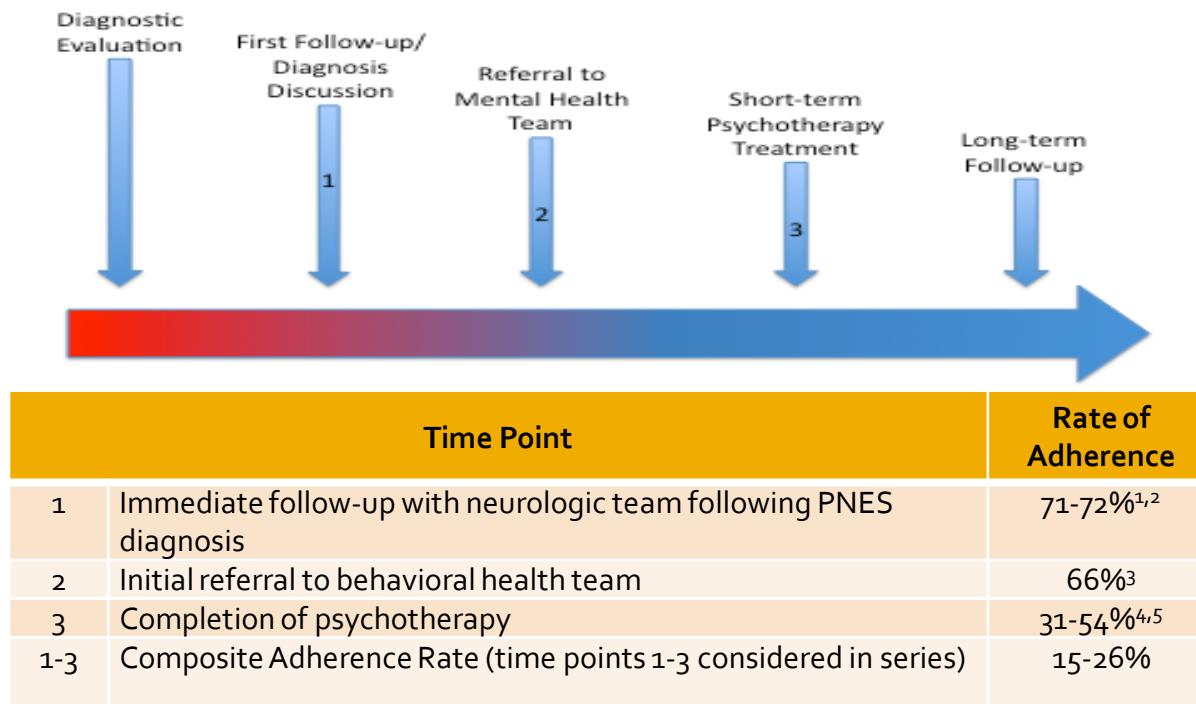 Diagnostic
Evaluation
First Follow-up/
Diagnosis
Discussion
Referral to
Mental Health
Team
Short-term
Psychotherapy
Treatment
Long-term
Follow-up
1
2
3
Time Point
Rate of
Adherence
1 Immediate follow-up with neurologic team following PNES
diagnosis
71-72%¹,²
2 Initial referral to behavioral health team 66%³
3 Completion of psychotherapy 31-54%⁴,⁵
1-3 Composite Adherence Rate (time points 1-3 considered in series) 15-26%